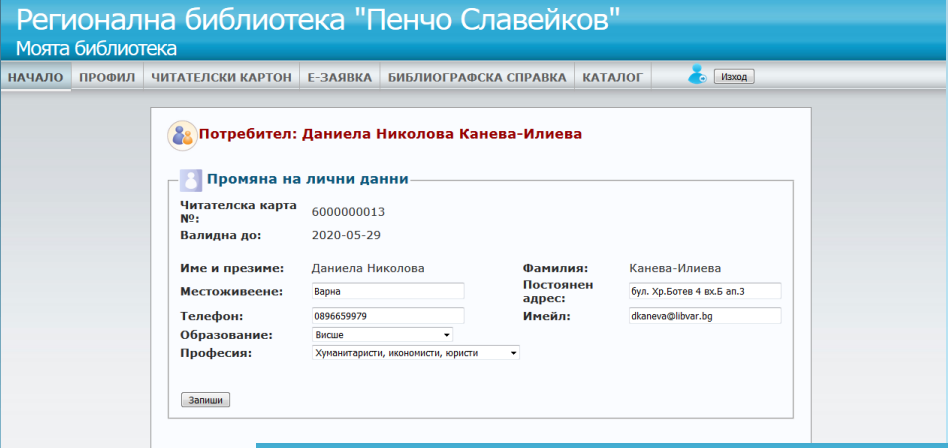 Регионална библиотека "Пенчо Славейков"
Моята библиотека
НАЧАЛО ПРОФИЛ ЧИТАТЕЛСКИ КАРТОН Е-ЗАЯВКА БИБЛИОГРАФСКА СПРАВКА КАТАЛОГ Изход
Потребител: Даниела Николова Канева-Илиева
Промяна на лични данни
Читателска карта
№: 6000000013
Валидна до: 2020-05-29
Име и презиме: Даниела Николова Фамилия: Канева-Илиева
Местоживеене: Варна Постоянен адрес: бул. Хр.Ботев 4 вх.Б ап.3
Телефон: 0896659979 Имейл: dkaneva@libvar.bg
Образование: Висше
Професия: Хуманитаристи, икономисти, юристи
Запиши